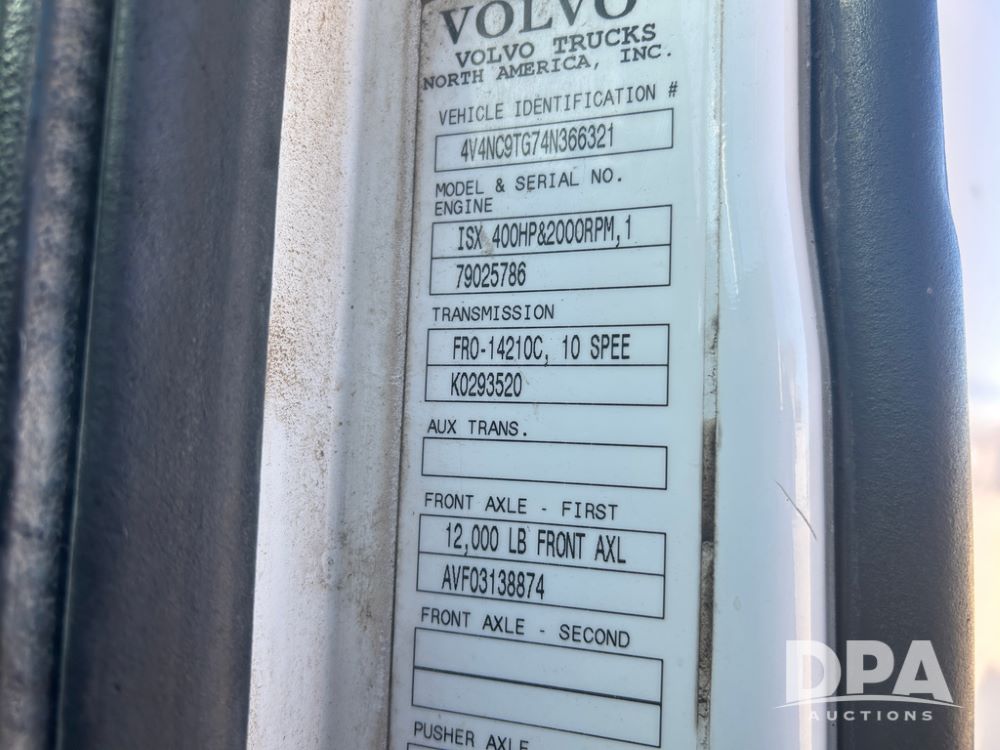 VOLVO
VOLVO TRUCKS
NORTH AMERICA, INC.
VEHICLE IDENTIFICATION #
4V4NC9TG74N366321
MODEL & SERIAL NO.
ENGINE
ISX 400HP&2000RPM,1
79025786
TRANSMISSION
FRO-14210C, 10 SPEE
K0293520
AUX TRANS.
FRONT AXLE - FIRST
12,000 LB FRONT AXL
AVF03138874
FRONT AXLE - SECOND
PUSHER AXLE
DPA
AUCTIONS